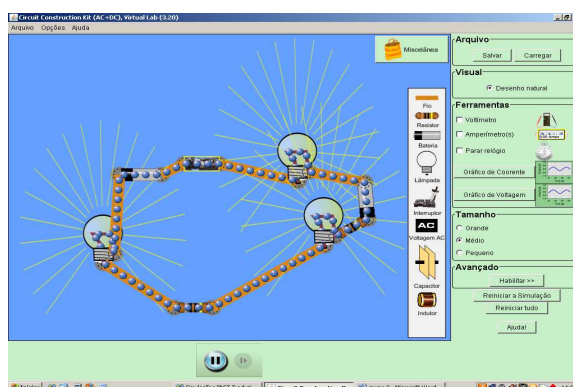 Circuit Construction Kit (AC+DC), Virtual Lab (3.20)
Arquivo Opções Ajuda
Miscelânea
Fio
Resistor
Bateria
Lâmpada
Interruptor
AC
Voltagem AC
Capacitor
Indutor
Arquivo
Salvar Carregar
Visual
Desenho natural
Ferramentas
Voltímetro
Amperímetro(s)
Parar relógio
Gráfico de Coorente
Gráfico de Voltagem
Tamanho
Grande
Médio
Pequeno
Avançado
Habilitar >>
Reiniciar a Simulação
Reiniciar tudo
Ajuda!